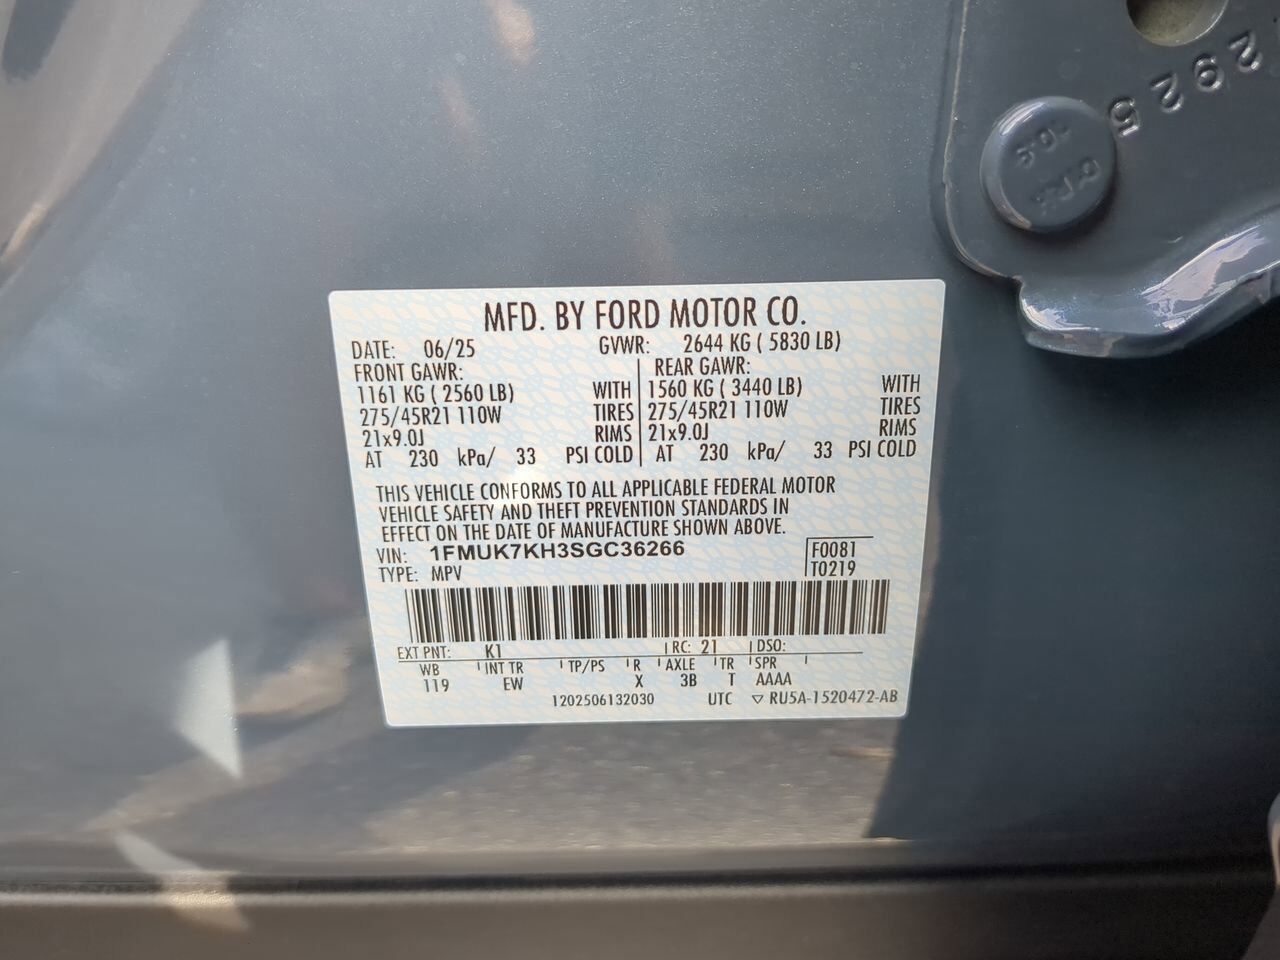 2925
10.9
MFD. BY FORD MOTOR CO.
DATE: 06/25 GVWR: 2644 KG ( 5830 LB)
FRONT GAWR: REAR GAWR:
1161 KG ( 2560 LB) WITH 1560 KG ( 3440 LB) WITH
275/45R21 110W TIRES 275/45R21 110W TIRES
21x9.0J RIMS 21x9.0J RIMS
AT 230 kPa/ 33 PSI COLD AT 230 kPa/ 33 PSI COLD
THIS VEHICLE CONFORMS TO ALL APPLICABLE FEDERAL MOTOR
VEHICLE SAFETY AND THEFT PREVENTION STANDARDS IN
EFFECT ON THE DATE OF MANUFACTURE SHOWN ABOVE.
VIN: 1FMUK7KH3SGC36266 F0081
TYPE: MPV T0219
EXT PNT: K1 RC: 21 DSO:
WB INT TR TP/PS R AXLE TR SPR
119 EW X 3B T AAAA
1202506132030 UTC ▽ RU5A-1520472-AB